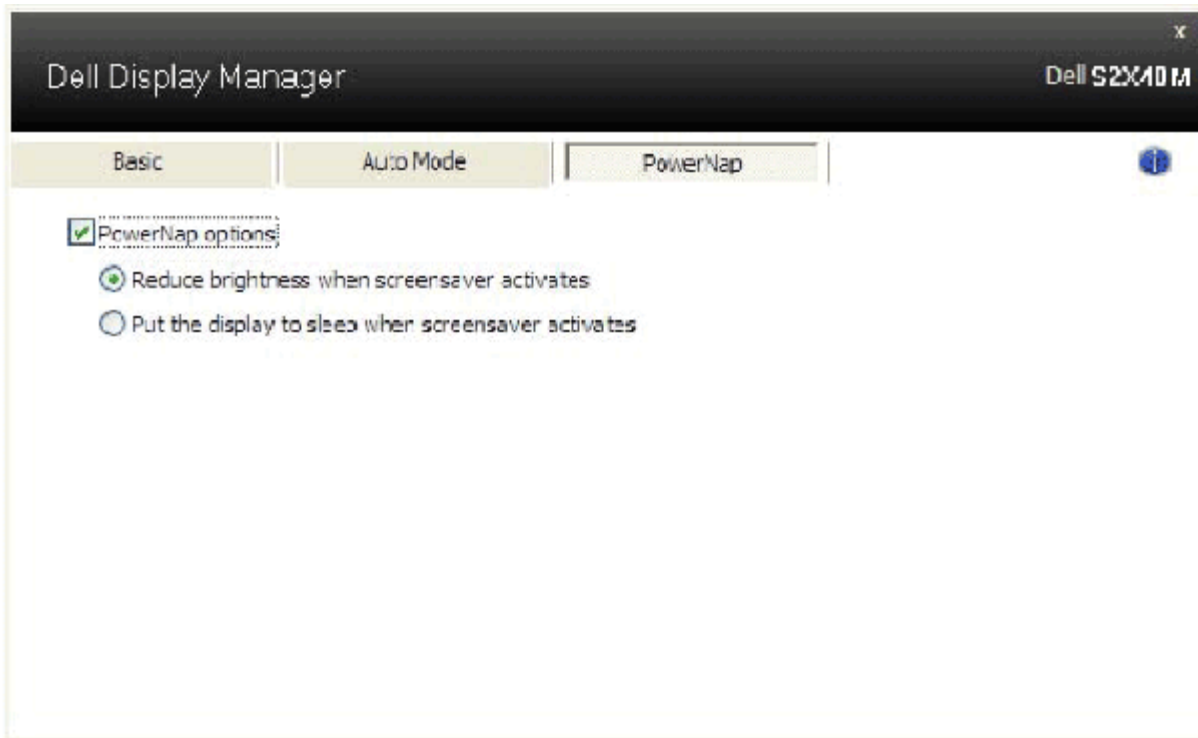 x
Dell Display Manager
Dell S2X40M
Basic
Auto Mode
PowerNap
PowerNap options
Reduce brightness when screensaver activates
Put the display to sleep when screensaver activates